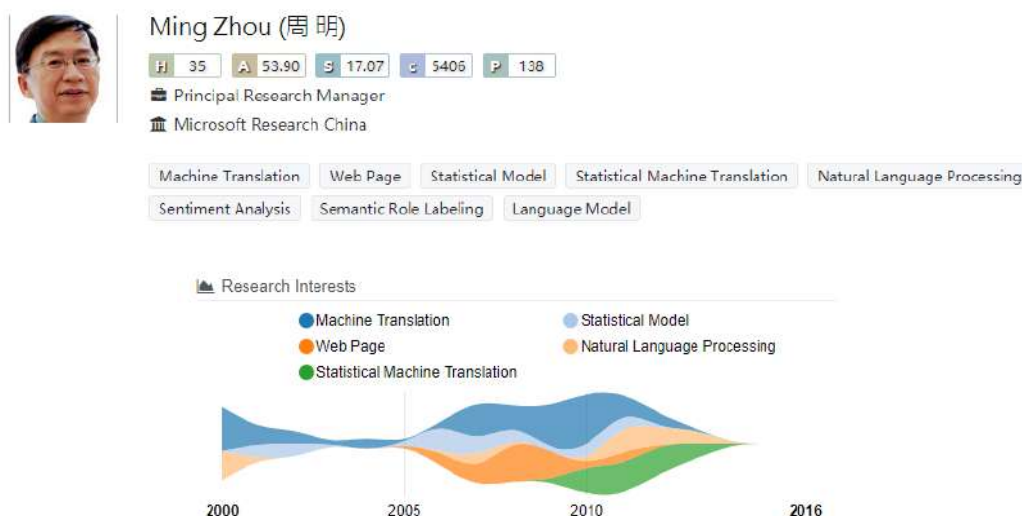 Ming Zhou (周 明)
H 35 A 53.90 S 17.07 c 5406 P 138
Principal Research Manager
Microsoft Research China
Machine Translation Web Page Statistical Model Statistical Machine Translation Natural Language Processing
Sentiment Analysis Semantic Role Labeling Language Model
Research Interests
Machine Translation Statistical Model
Web Page Natural Language Processing
Statistical Machine Translation
2000 2005 2010 2016